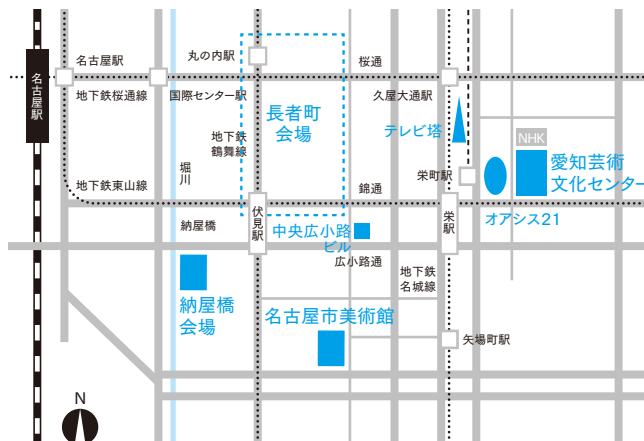 名古屋駅
丸の内駅
桜通
地下鉄桜通線
国際センター駅
久屋大通駅
名古屋駅
長者町
会場
テレビ塔
地下鉄
鶴舞線
NHK
愛知芸術
文化センター
堀川
栄町駅
地下鉄東山線
錦通
オアシス21
納屋橋
伏見駅
中央広小路
ビル
栄駅
広小路通
地下鉄
名城線
納屋橋
会場
名古屋市美術館
矢場町駅
N